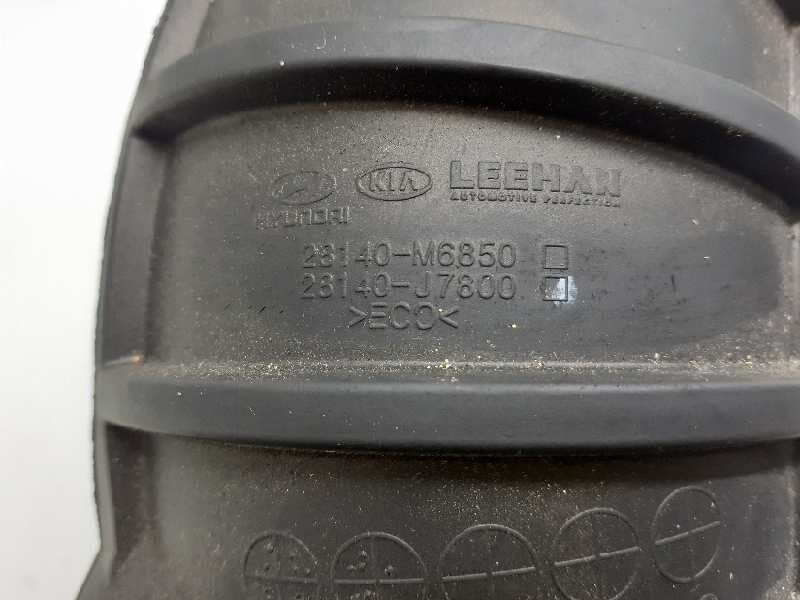 HYUNDAI KIA LEEHAN
AUTOMOTIVE PERFECTION
28140-M6850
28140-J7800
>ECO<